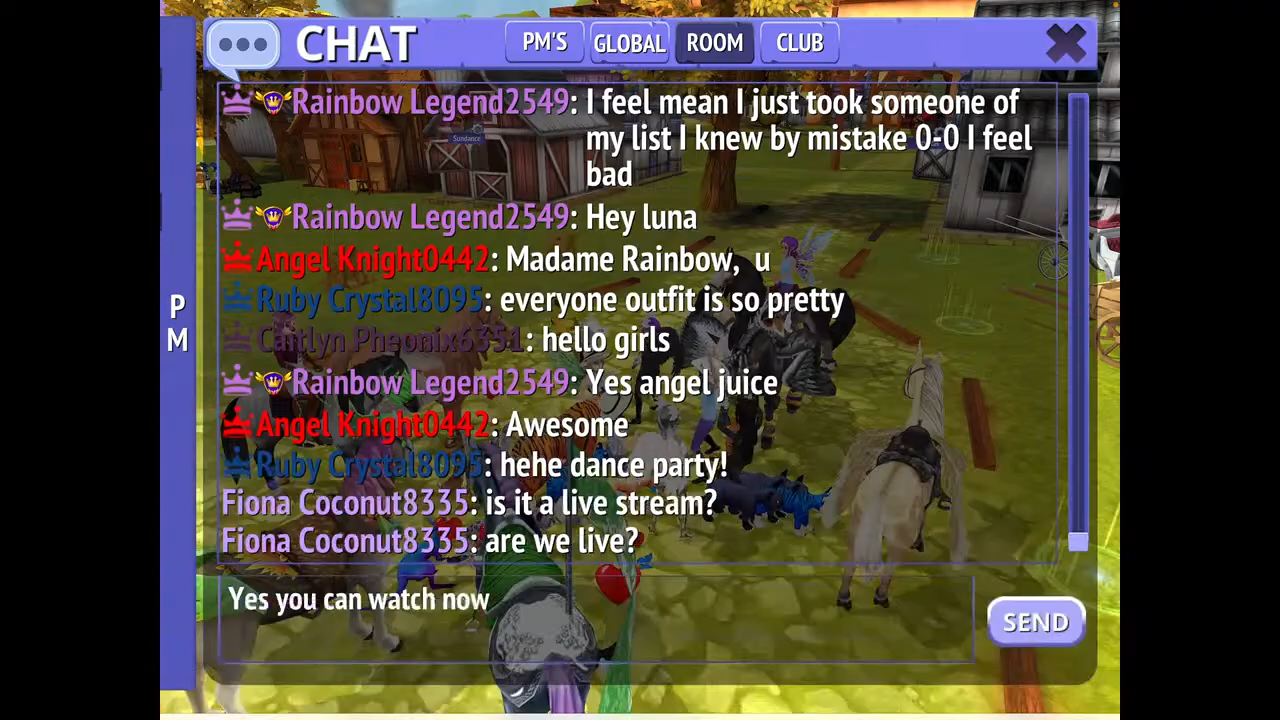 CHAT PM'S GLOBAL ROOM CLUB
Rainbow Legend2549: I feel mean I just took someone of
my list I knew by mistake 0-0 I feel
bad
Rainbow Legend2549: Hey luna
Angel Knight0442: Madame Rainbow, u
Ruby Crystal8095: everyone outfit is so pretty
Caitlyn Pheonix6351: hello girls
Rainbow Legend2549: Yes angel juice
Angel Knight0442: Awesome
Ruby Crystal8095: hehe dance party!
Fiona Coconut8335: is it a live stream?
Fiona Coconut8335: are we live?
P
M
Yes you can watch now
SEND
Sundance